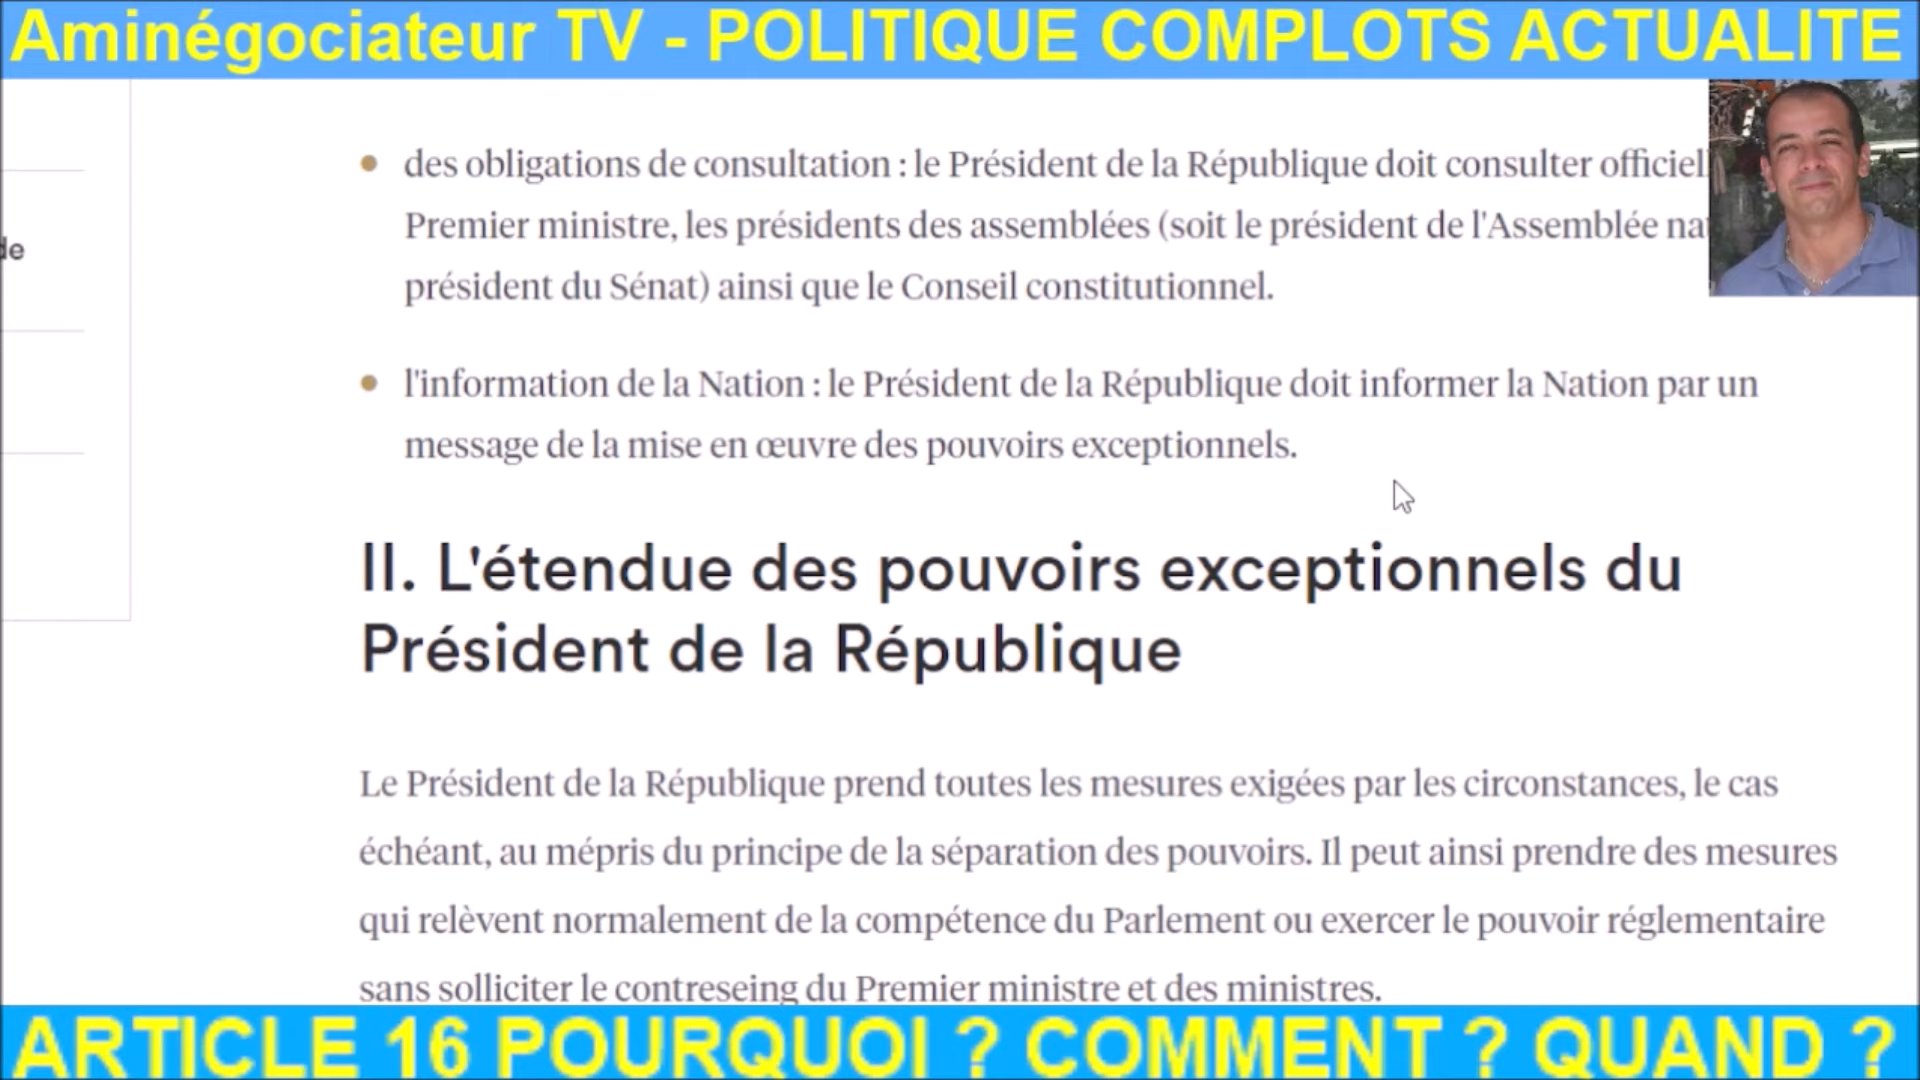 Aminégociateur TV - POLITIQUE COMPLOTS ACTUALITE
des obligations de consultation : le Président de la République doit consulter officiell
Premier ministre, les présidents des assemblées (soit le président de l'Assemblée na
de
président du Sénat) ainsi que le Conseil constitutionnel.
l'information de la Nation : le Président de la République doit informer la Nation par un
message de la mise en œuvre des pouvoirs exceptionnels.
II. L'étendue des pouvoirs exceptionnels du
Président de la République
Le Président de la République prend toutes les mesures exigées par les circonstances, le cas
échéant, au mépris du principe de la séparation des pouvoirs. Il peut ainsi prendre des mesures
qui relèvent normalement de la compétence du Parlement ou exercer le pouvoir réglementaire
sans solliciter le contreseing du Premier ministre et des ministres.
ARTICLE 16 POURQUOI ? COMMENT ? QUAND ?